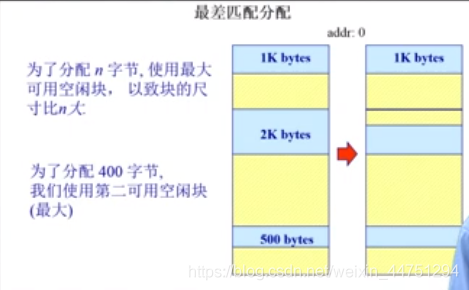 最差匹配分配
addr: 0
为了分配 n 字节, 使用最大
可用空闲块， 以致块的尺
寸比n大:
为了分配 400 字节,
我们使用第二可用空闲块
(最大)
1K bytes
2K bytes
500 bytes
1K bytes
https://blog.csdn.net/weixin_44751294